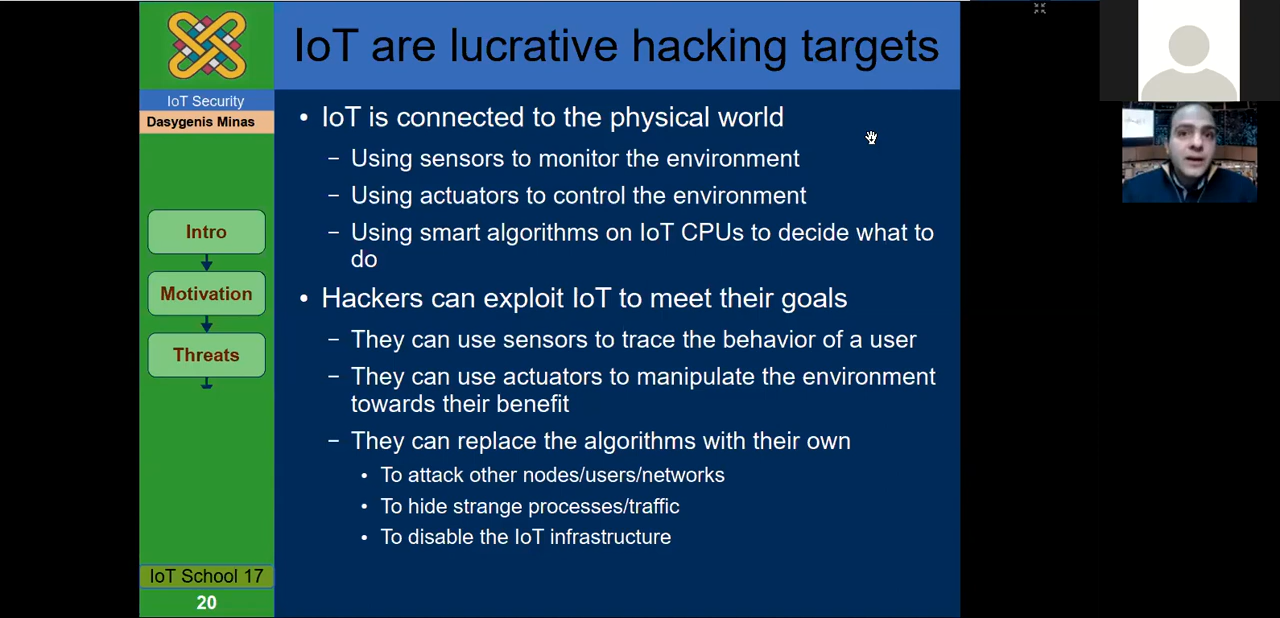 IoT are lucrative hacking targets
IoT Security
Dasygenis Minas
Intro
Motivation
Threats
IoT School 17
20
• IoT is connected to the physical world
– Using sensors to monitor the environment
– Using actuators to control the environment
– Using smart algorithms on IoT CPUs to decide what to
do
• Hackers can exploit IoT to meet their goals
– They can use sensors to trace the behavior of a user
– They can use actuators to manipulate the environment
towards their benefit
– They can replace the algorithms with their own
• To attack other nodes/users/networks
• To hide strange processes/traffic
• To disable the IoT infrastructure